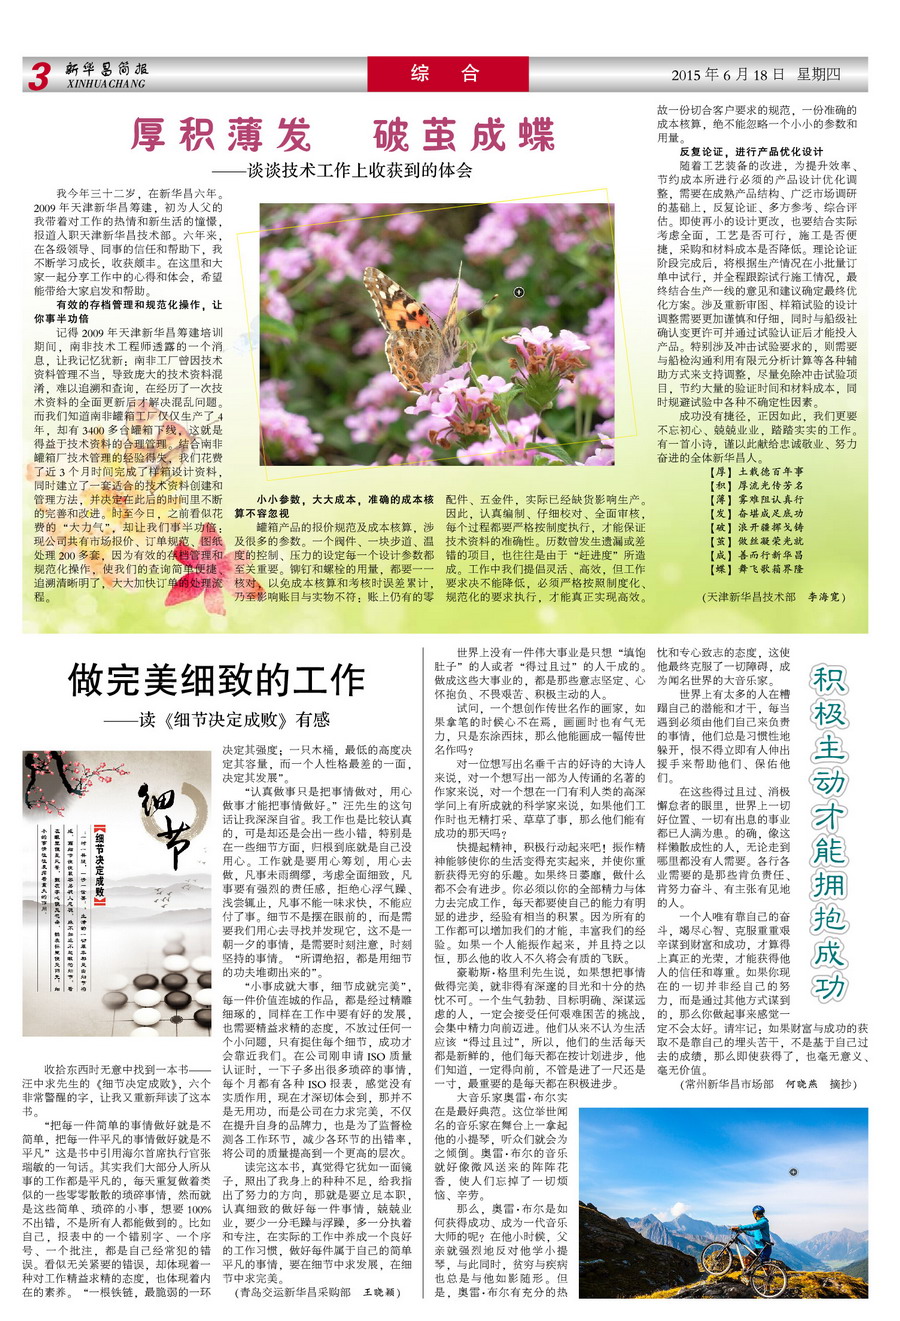 3
新华昌简报
XINHUACHANG
综 合
2015 年 6 月 18 日 星期四
厚积薄发 破茧成蝶
——谈谈技术工作上收获到的体会
我今年三十二岁，在新华昌六年。
2009 年天津新华昌筹建，初为人父的
我带着对工作的热情和新生活的憧憬，
报道入职天津新华昌技术部。六年来，
在各级领导、同事的信任和帮助下，我
不断学习成长，收获颇丰。在这里和大
家一起分享工作中的心得和体会，希望
能带给大家启发和帮助。
有效的存档管理和规范化操作，让
你事半功倍
记得 2009 年天津新华昌筹建培训
期间，南非技术工程师透露的一个消
息，让我记忆犹新：南非工厂曾因技术
资料管理不当，导致庞大的技术资料混
淆，难以追溯和查询，在经历了一次技
术资料的全面更新后才解决混乱问题。
而我们知道南非罐箱工厂仅仅生产了 4
年，却有 3400 多台罐箱下线，这就是
得益于技术资料的合理管理。结合南非
罐箱厂技术管理的经验得失，我们花费
了近 3 个月时间完成了样箱设计资料，
同时建立了一套适合的技术资料创建和
管理方法，并决定在此后的时间里不断
的完善和改进。时至今日，之前看似花
费的“大力气”，却让我们事半功倍：
现公司共有市场报价、订单规范、图纸
处理 200 多套，因为有效的存档管理和
规范化操作，使我们的查询简单便捷、
追溯清晰明了，大大加快订单的处理流
程。
小小参数，大大成本，准确的成本核
算不容忽视
罐箱产品的报价规范及成本核算，涉
及很多的参数。一个阀件、一块步道、温
度的控制、压力的设定每一个设计参数都
至关重要。铆钉和螺栓的用量，都要一一
核对，以免成本核算和考核时误差累计，
乃至影响账目与实物不符：账上仍有的零
配件、五金件，实际已经缺货影响生产。
因此，认真编制、仔细校对、全面审核，
每个过程都要严格按制度执行，才能保证
技术资料的准确性。历数曾发生遗漏或差
错的项目，也往往是由于“赶进度”所造
成。工作中我们提倡灵活、高效，但工作
要求决不能降低，必须严格按照制度化、
规范化的要求执行，才能真正实现高效。
故一份切合客户要求的规范，一份准确的
成本核算，绝不能忽略一个小小的参数和
用量。
反复论证，进行产品优化设计
随着工艺装备的改进，为提升效率、
节约成本所进行必须的产品设计优化调
整，需要在成熟产品结构、广泛市场调研
的基础上，反复论证、多方参考、综合评
估。即使再小的设计更改，也要结合实际
考虑全面，工艺是否可行，施工是否便
捷，采购和材料成本是否降低。理论论证
阶段完成后，将根据生产情况在小批量订
单中试行，并全程跟踪试行施工情况，最
终结合生产一线的意见和建议确定最终优
化方案。涉及重新审图、样箱试验的设计
调整需要更加谨慎和仔细，同时与船级社
确认变更许可并通过试验认证后才能投入
产品。特别涉及冲击试验要求的，则需要
与船检沟通利用有限元分析计算等各种辅
助方式来支持调整，尽量免除冲击试验项
目，节约大量的验证时间和材料成本，同
时规避试验中各种不确定性因素。
成功没有捷径，正因如此，我们更要
不忘初心、兢兢业业，踏踏实实的工作。
有一首小诗，谨以此献给忠诚敬业、努力
奋进的全体新华昌人。
【厚】土载德百年事
【积】厚流光传芳名
【薄】雾难阻认真行
【发】奋堪成足底功
【破】浪开疆挥戈铸
【茧】做丝凝荣光就
【成】善而行新华昌
【蝶】舞飞歌箱界隆
(天津新华昌技术部 李海宽)
做完美细致的工作
——读《细节决定成败》有感
细节
【细节决定成败】
收拾东西时无意中找到一本书——
汪中求先生的《细节决定成败》，六个
非常警醒的字，让我又重新拜读了这本
书。
“把每一件简单的事情做好就是不
简单，把每一件平凡的事情做好就是不
平凡”这是书中引用海尔首席执行官张
瑞敏的一句话。其实我们大部分人所从
事的工作都是平凡的，每天重复做着类
似的一些零零散散的琐碎事情，然而就
是这些简单、琐碎的小事，想要 100%
不出错，不是所有人都能做到的。比如
自己，报表中的一个错别字、一个序
号、一个批注，都是自己经常犯的错
误。看似无关紧要的错误，却体现着一
种对工作精益求精的态度，也体现着内
在的素养。“一根铁链，最脆弱的一环
决定其强度；一只木桶，最低的高度决
定其容量，而一个人性格最差的一面，
决定其发展”。
“认真做事只是把事情做对，用心
做事才能把事情做好。”汪先生的这句
话让我深深自省。我工作也是比较认真
的，可是却还是会出一些小错，特别是
在一些细节方面，归根到底就是自己没
用心。工作就是要用心筹划，用心去
做，凡事未雨绸缪，考虑全面细致，凡
事要有强烈的责任感，拒绝心浮气躁、
浅尝辄止，凡事不能一味求快，不能应
付了事。细节不是摆在眼前的，而是需
要我们用心去寻找并发现它，这不是一
朝一夕的事情，是需要时刻注意，时刻
坚持的事情。“所谓绝招，都是用细节
的功夫堆砌出来的”。
“小事成就大事，细节成就完美”，
每一件价值连城的作品，都是经过精雕
细琢的，同样在工作中要有好的发展，
也需要精益求精的态度，不放过任何一
个小问题，只有捉住每个细节，成功才
会靠近我们。在公司刚申请 ISO 质量
认证时，一下子多出很多琐碎的事情，
每个月都有各种 ISO 报表，感觉没有
实质作用，现在才深切体会到，那并不
是无用功，而是公司在力求完美，不仅
在提升自身的品牌力，也是为了监督检
测各工作环节，减少各环节的出错率，
将公司的质量提高到一个更高的层次。
读完这本书，真觉得它犹如一面镜
子，照出了我身上的种种不足，给我指
出了努力的方向，那就是要立足本职，
认真细致的做好每一件事情，兢兢业
业，要少一分毛躁与浮躁，多一分执着
和专注，在实际的工作中养成一个良好
的工作习惯，做好每件属于自己的简单
平凡的事情，要在细节中求发展，在细
节中求完美。
(青岛交运新华昌采购部 王晓颖)
积极主动才能拥抱成功
世界上没有一件伟大事业是只想“填饱
肚子”的人或者“得过且过”的人干成的。
做成这些大事业的，都是那些意志坚定、心
怀抱负、不畏艰苦、积极主动的人。
试问，一个想创作传世名作的画家，如
果拿笔的时候心不在焉，画画时也有气无
力，只是东涂西抹，那么他能画成一幅传世
名作吗？
对一位想写出名垂千古的好诗的大诗人
来说，对一个想写出一部为人传诵的名著的
作家来说，对一个想在一门有利人类的高深
学问上有所成就的科学家来说，如果他们工
作时也无精打采、草草了事，那么他们能有
成功的那天吗？
快提起精神，积极行动起来吧！振作精
神能够使你的生活变得充实起来，并使你重
新获得无穷的乐趣。如果终日萎靡，做什么
都不会有进步。你必须以你的全部精力与体
力去完成工作，每天都要使自己的能力有明
显的进步，经验有相当的积累。因为所有的
工作都可以增加我们的才能，丰富我们的经
验。如果一个人能振作起来，并且持之以
恒，那么他的收入不久将会有质的飞跃。
豪勒斯·格里利先生说，如果想把事情
做得完美，就非得有深邃的目光和十分的热
忱不可。一个生气勃勃、目标明确、深谋远
虑的人，一定会接受任何艰难困苦的挑战，
会集中精力向前迈进。他们从来不认为生活
应该“得过且过”，所以，他们的生活每天
都是新鲜的，他们每天都在按计划进步，他
们知道，一定得向前，不管是进了一尺还是
一寸，最重要的是每天都在积极进步。
大音乐家奥雷·布尔实
在是最好典范。这位举世闻
名的音乐家在舞台上一拿起
他的小提琴，听众们就会为
之倾倒。奥雷·布尔的音乐
就好像微风送来的阵阵花
香，使人们忘掉了一切烦
恼、辛劳。
那么，奥雷·布尔是如
何获得成功、成为一代音乐
大师的呢？在他小时候，父
亲就强烈地反对他学小提
琴，与此同时，贫穷与疾病
也总是与他如影随形。但
是，奥雷·布尔有充分的热
忱和专心致志的态度，这使
他最终克服了一切障碍，成
为闻名世界的大音乐家。
世界上有太多的人在糟
蹋自己的潜能和才干，每当
遇到必须由他们自己来负责
的事情，他们总是习惯性地
躲开，恨不得立即有人伸出
援手来帮助他们、保佑他
们。
在这些得过且过、消极
懈怠者的眼里，世界上一切
好位置、一切有出息的事业
都已人满为患。的确，像这
样懒散成性的人，无论走到
哪里都没有人需要。各行各
业需要的是那些肯负责任、
肯努力奋斗、有主张有见地
的人。
一个人唯有靠自己的奋
斗，竭尽心智、克服重重艰
辛谋到财富和成功，才算得
上真正的光荣，才能获得他
人的信任和尊重。如果你现
在的一切并非经自己的努
力，而是通过其他方式谋到
的，那么你做起事来感觉一
定不会太好。请牢记：如果财富与成功的获
取不是靠自己的埋头苦干，不是基于自己过
去的成绩，那么即使获得了，也毫无意义、
毫无价值。
(常州新华昌市场部 何晓燕 摘抄)